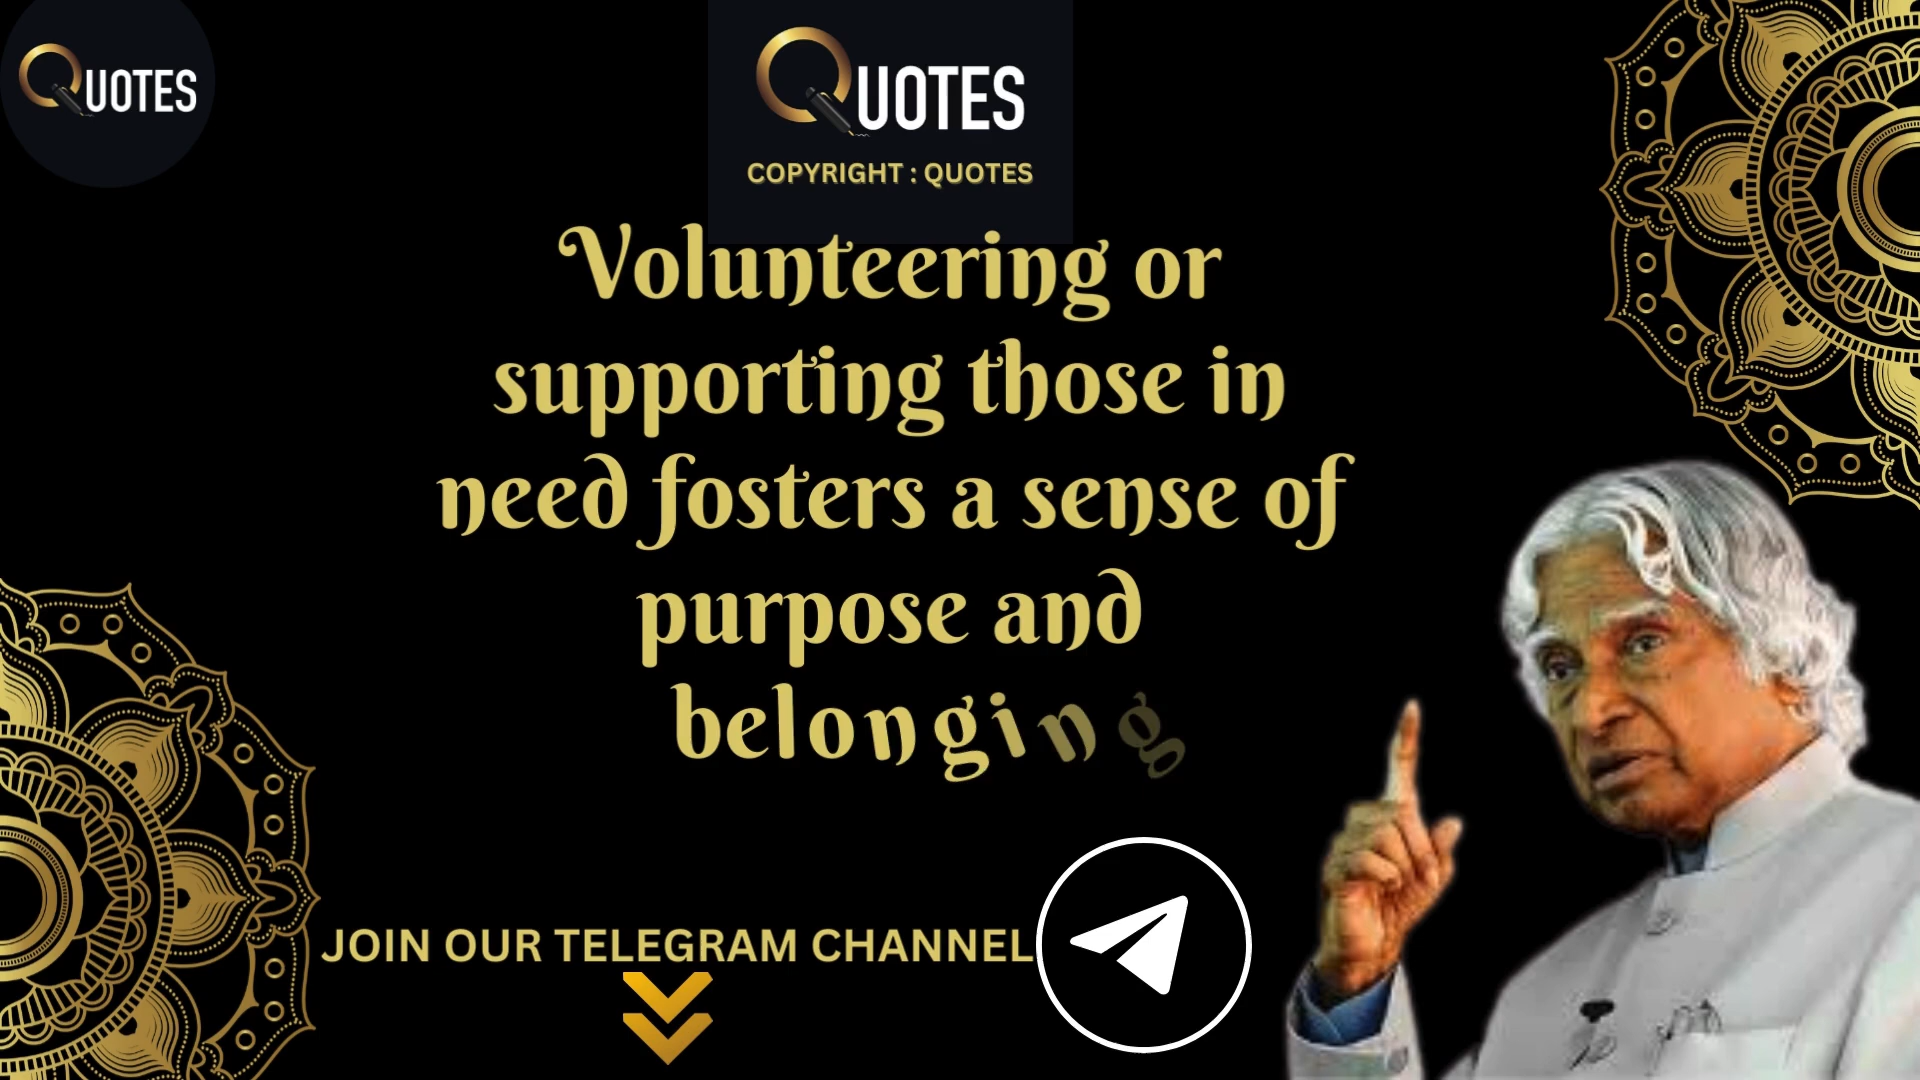 QUOTES
QUOTES
COPYRIGHT : QUOTES
Volunteering or
supporting those in
need fosters a sense of
purpose and
belonging
JOIN OUR TELEGRAM CHANNEL